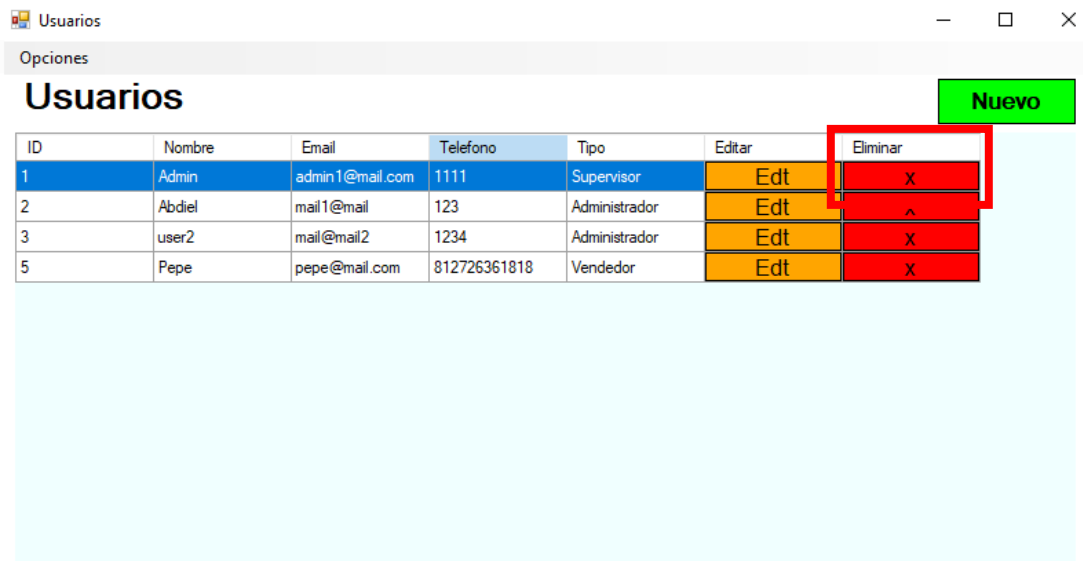 Usuarios
Opciones
Usuarios
Nuevo
ID Nombre Email Telefono Tipo Editar Eliminar
1 Admin admin1@mail.com 1111 Supervisor Edt x
2 Abdiel mail1@mail 123 Administrador Edt
3 user2 mail@mail2 1234 Administrador Edt x
5 Pepe pepe@mail.com 812726361818 Vendedor Edt x